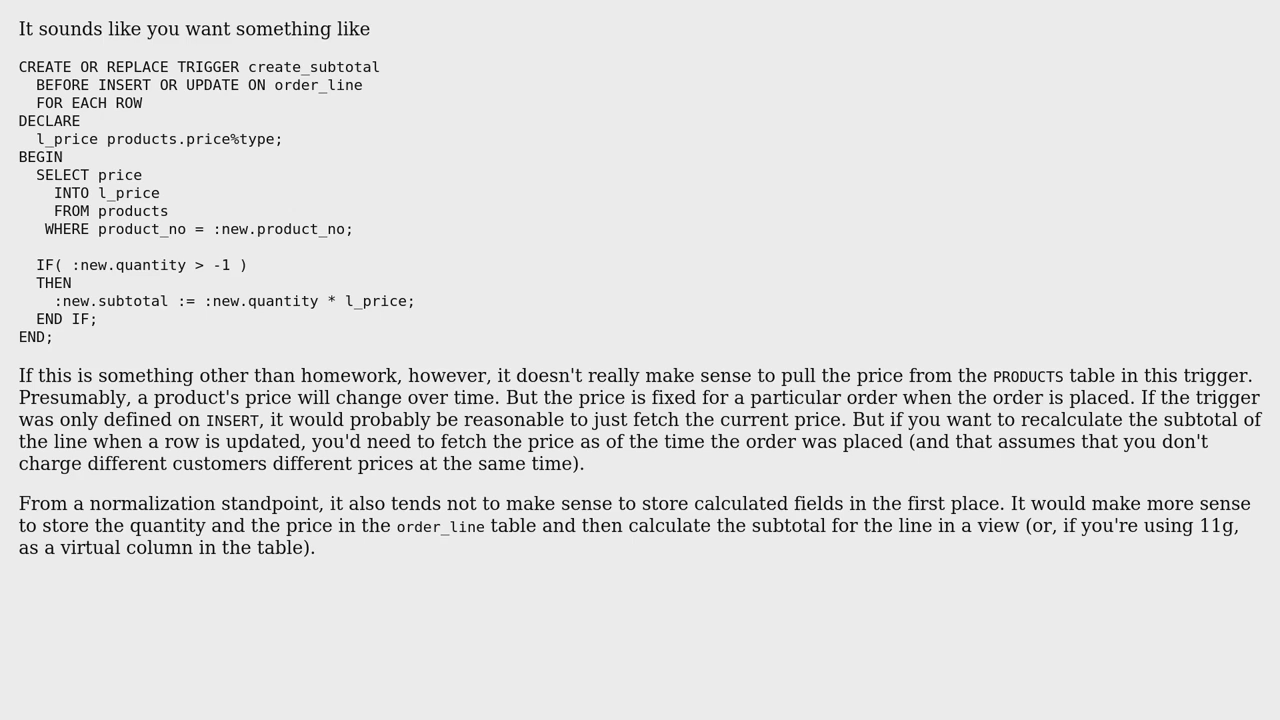 It sounds like you want something like
CREATE OR REPLACE TRIGGER create_subtotal
  BEFORE INSERT OR UPDATE ON order_line
  FOR EACH ROW
DECLARE
  l_price products.price%type;
BEGIN
  SELECT price
    INTO l_price
    FROM products
   WHERE product_no = :new.product_no;

  IF( :new.quantity > -1 )
  THEN
    :new.subtotal := :new.quantity * l_price;
  END IF;
END;
If this is something other than homework, however, it doesn't really make sense to pull the price from the PRODUCTS table in this trigger.
Presumably, a product's price will change over time. But the price is fixed for a particular order when the order is placed. If the trigger
was only defined on INSERT, it would probably be reasonable to just fetch the current price. But if you want to recalculate the subtotal of
the line when a row is updated, you'd need to fetch the price as of the time the order was placed (and that assumes that you don't
charge different customers different prices at the same time).
From a normalization standpoint, it also tends not to make sense to store calculated fields in the first place. It would make more sense
to store the quantity and the price in the order_line table and then calculate the subtotal for the line in a view (or, if you're using 11g,
as a virtual column in the table).